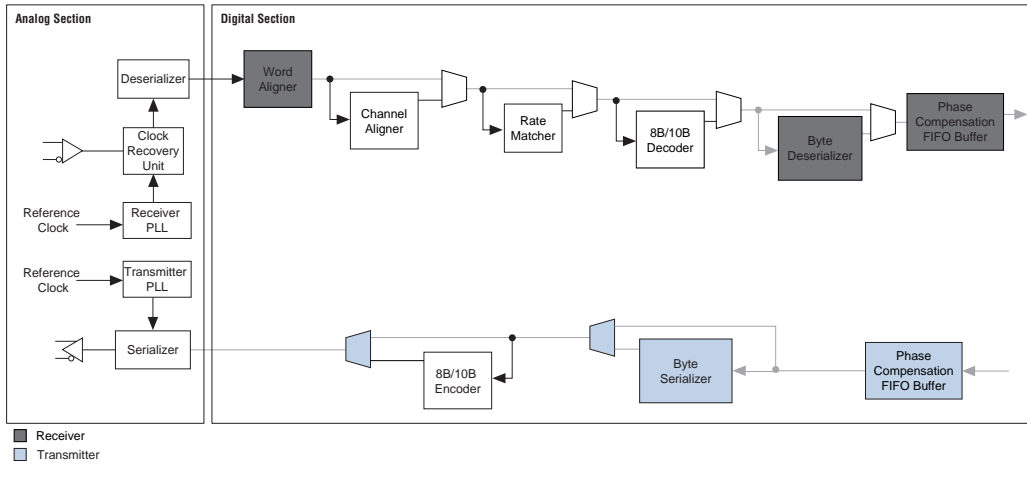 Analog Section
Digital Section
Deserializer
Word
Aligner
Channel
Aligner
Rate
Matcher
8B/10B
Decoder
Byte
Deserializer
Phase
Compensation
FIFO Buffer
Clock
Recovery
Unit
Reference
Clock
Receiver
PLL
Reference
Clock
Transmitter
PLL
Serializer
8B/10B
Encoder
Byte
Serializer
Phase
Compensation
FIFO Buffer
Receiver
Transmitter